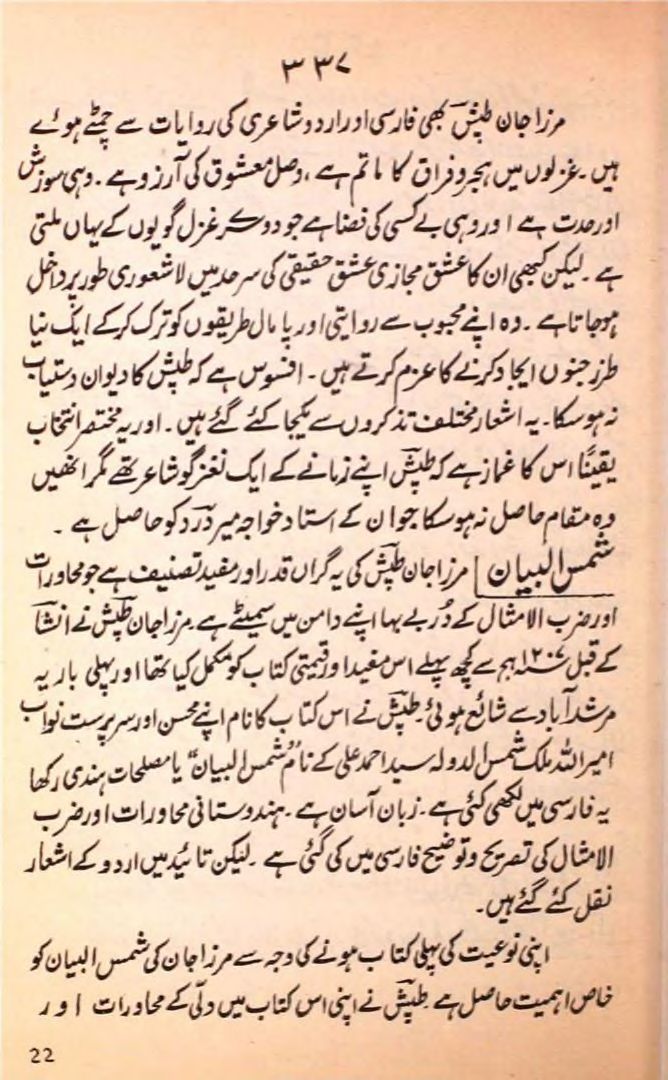 ۳۳۷
مرزا جان طپشؔ بھی فارسی اور اردو شاعری کی روایات سے چمٹے ہوئے
ہیں۔ غزلوں میں ہجر و فراق کا ماتم ہے، وصل معشوق کی آرزو ہے۔ وہی سوزش
اور حدت ہے اور وہی بے کسی کی فضا ہے جو دوسکر غزل گویوں کے یہاں ملتی
ہے۔ لیکن کبھی ان کا عشق مجازی عشق حقیقی کی سرحد میں لاشعوری طور پر داخل
ہوجاتا ہے۔ وہ اپنے محبوب سے روایتی اور پامال طریقوں کو ترک کرکے ایک نیا
طرز جنوں ایجاد کرنے کا عزم کرتے ہیں۔ افسوس ہے کہ طپشؔ کا دیوان دستیاب
نہ ہوسکا۔ یہ اشعار مختلف تذکروں سے یکجا کئے گئے ہیں۔ اور یہ مختصر انتخاب
یقیناً اس کا غماز ہے کہ طپشؔ اپنے زمانے کے ایک نغز گو شاعر تھے مگر انھیں
وہ مقام حاصل نہ ہوسکا جو ان کے استاد خواجہ میر دردؔ کو حاصل ہے۔
شمس البیان | مرزا جان طپشؔ کی یہ گراں قدر اور مفید تصنیف ہے جو محاورات
اور ضرب الامثال کے دُر بے بہا اپنے دامن میں سمیٹے ہے۔ مرزا جان طپشؔ نے انشاؔ
کے قبل ۱۲۰۷ھ سے کچھ پہلے اس مفید اور قیمتی کتاب کو مکمل کیا تھا اور پہلی بار یہ
مرشد آباد سے شائع ہوئی۔ طپشؔ نے اس کتاب کا نام اپنے محسن اور سرپرست نواب
امیر اللہ ملک شمس الدولہ سید احمد علی کے نام "شمس البیان" یا مصلحات ہندی رکھا
یہ فارسی میں لکھی گئی ہے۔ زبان آسان ہے۔ ہندوستانی محاورات اور ضرب
الامثال کی تصریح و توضیح فارسی میں کی گئی ہے۔ لیکن تائید میں اردو کے اشعار
نقل کئے گئے ہیں۔
اپنی نوعیت کی پہلی کتاب ہونے کی وجہ سے مرزا جان کی شمس البیان کو
خاص اہمیت حاصل ہے۔ طپشؔ نے اپنی اس کتاب میں دلّی کے محاورات اور
22